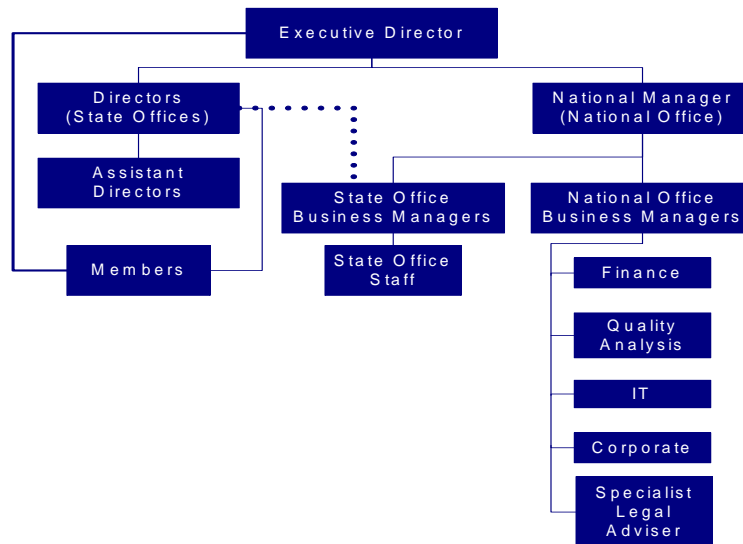 Executive Director
Directors
(State Offices)
National Manager
(National Office)
Assistant
Directors
State Office
Business Managers
National Office
Business Managers
Members
State Office
Staff
Finance
Quality
Analysis
IT
Corporate
Specialist
Legal
Adviser